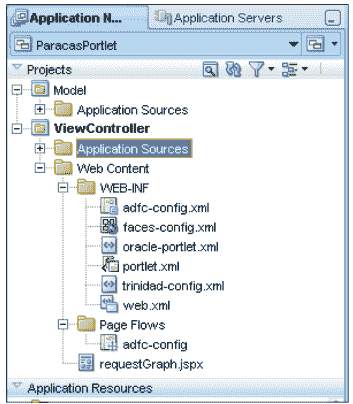 Application N...
Application Servers
ParacasPortlet
Projects
Model
Application Sources
ViewController
Application Sources
Web Content
WEB-INF
adfc-config.xml
faces-config.xml
oracle-portlet.xml
portlet.xml
trinidad-config.xml
web.xml
Page Flows
adfc-config
requestGraph.jspx
Application Resources